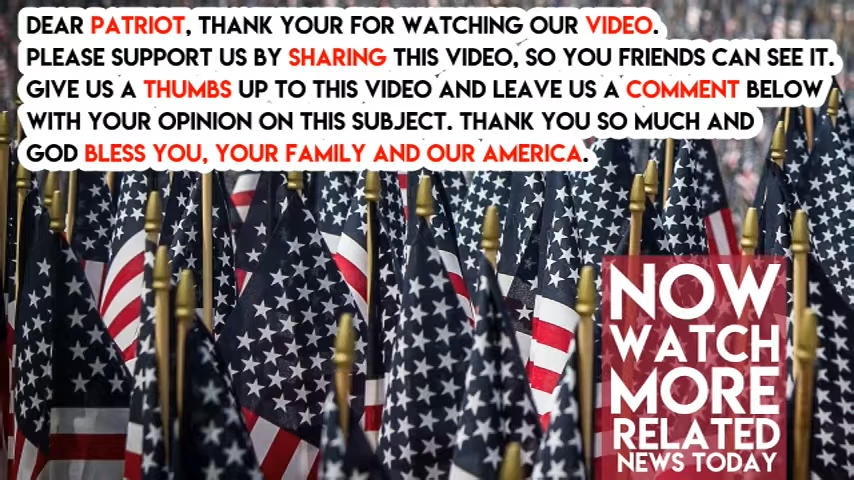 DEAR PATRIOT, THANK YOUR FOR WATCHING OUR VIDEO.
PLEASE SUPPORT US BY SHARING THIS VIDEO, SO YOU FRIENDS CAN SEE IT.
GIVE US A THUMBS UP TO THIS VIDEO AND LEAVE US A COMMENT BELOW
WITH YOUR OPINION ON THIS SUBJECT. THANK YOU SO MUCH AND
GOD BLESS YOU, YOUR FAMILY AND OUR AMERICA.
NOW
WATCH
MORE
RELATED
NEWS TODAY